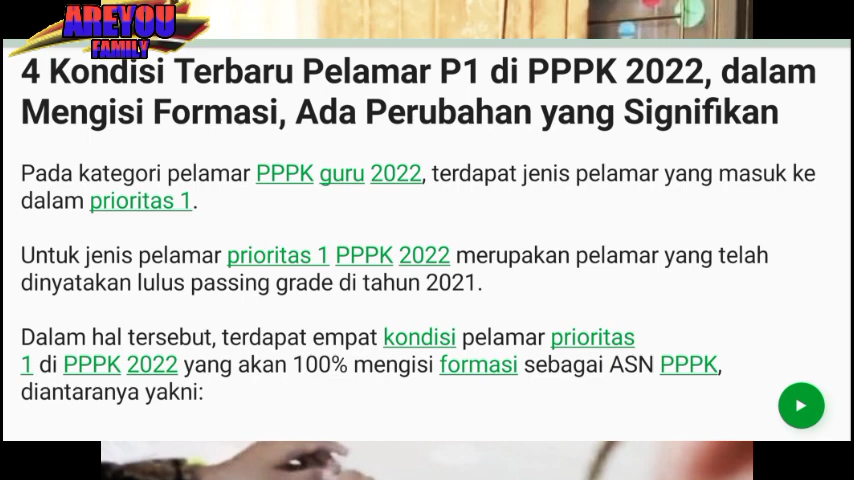 AREYOU
FAMILY
4 Kondisi Terbaru Pelamar P1 di PPPK 2022, dalam
Mengisi Formasi, Ada Perubahan yang Signifikan
Pada kategori pelamar PPPK guru 2022, terdapat jenis pelamar yang masuk ke
dalam prioritas 1.
Untuk jenis pelamar prioritas 1 PPPK 2022 merupakan pelamar yang telah
dinyatakan lulus passing grade di tahun 2021.
Dalam hal tersebut, terdapat empat kondisi pelamar prioritas
1 di PPPK 2022 yang akan 100% mengisi formasi sebagai ASN PPPK,
diantaranya yakni: